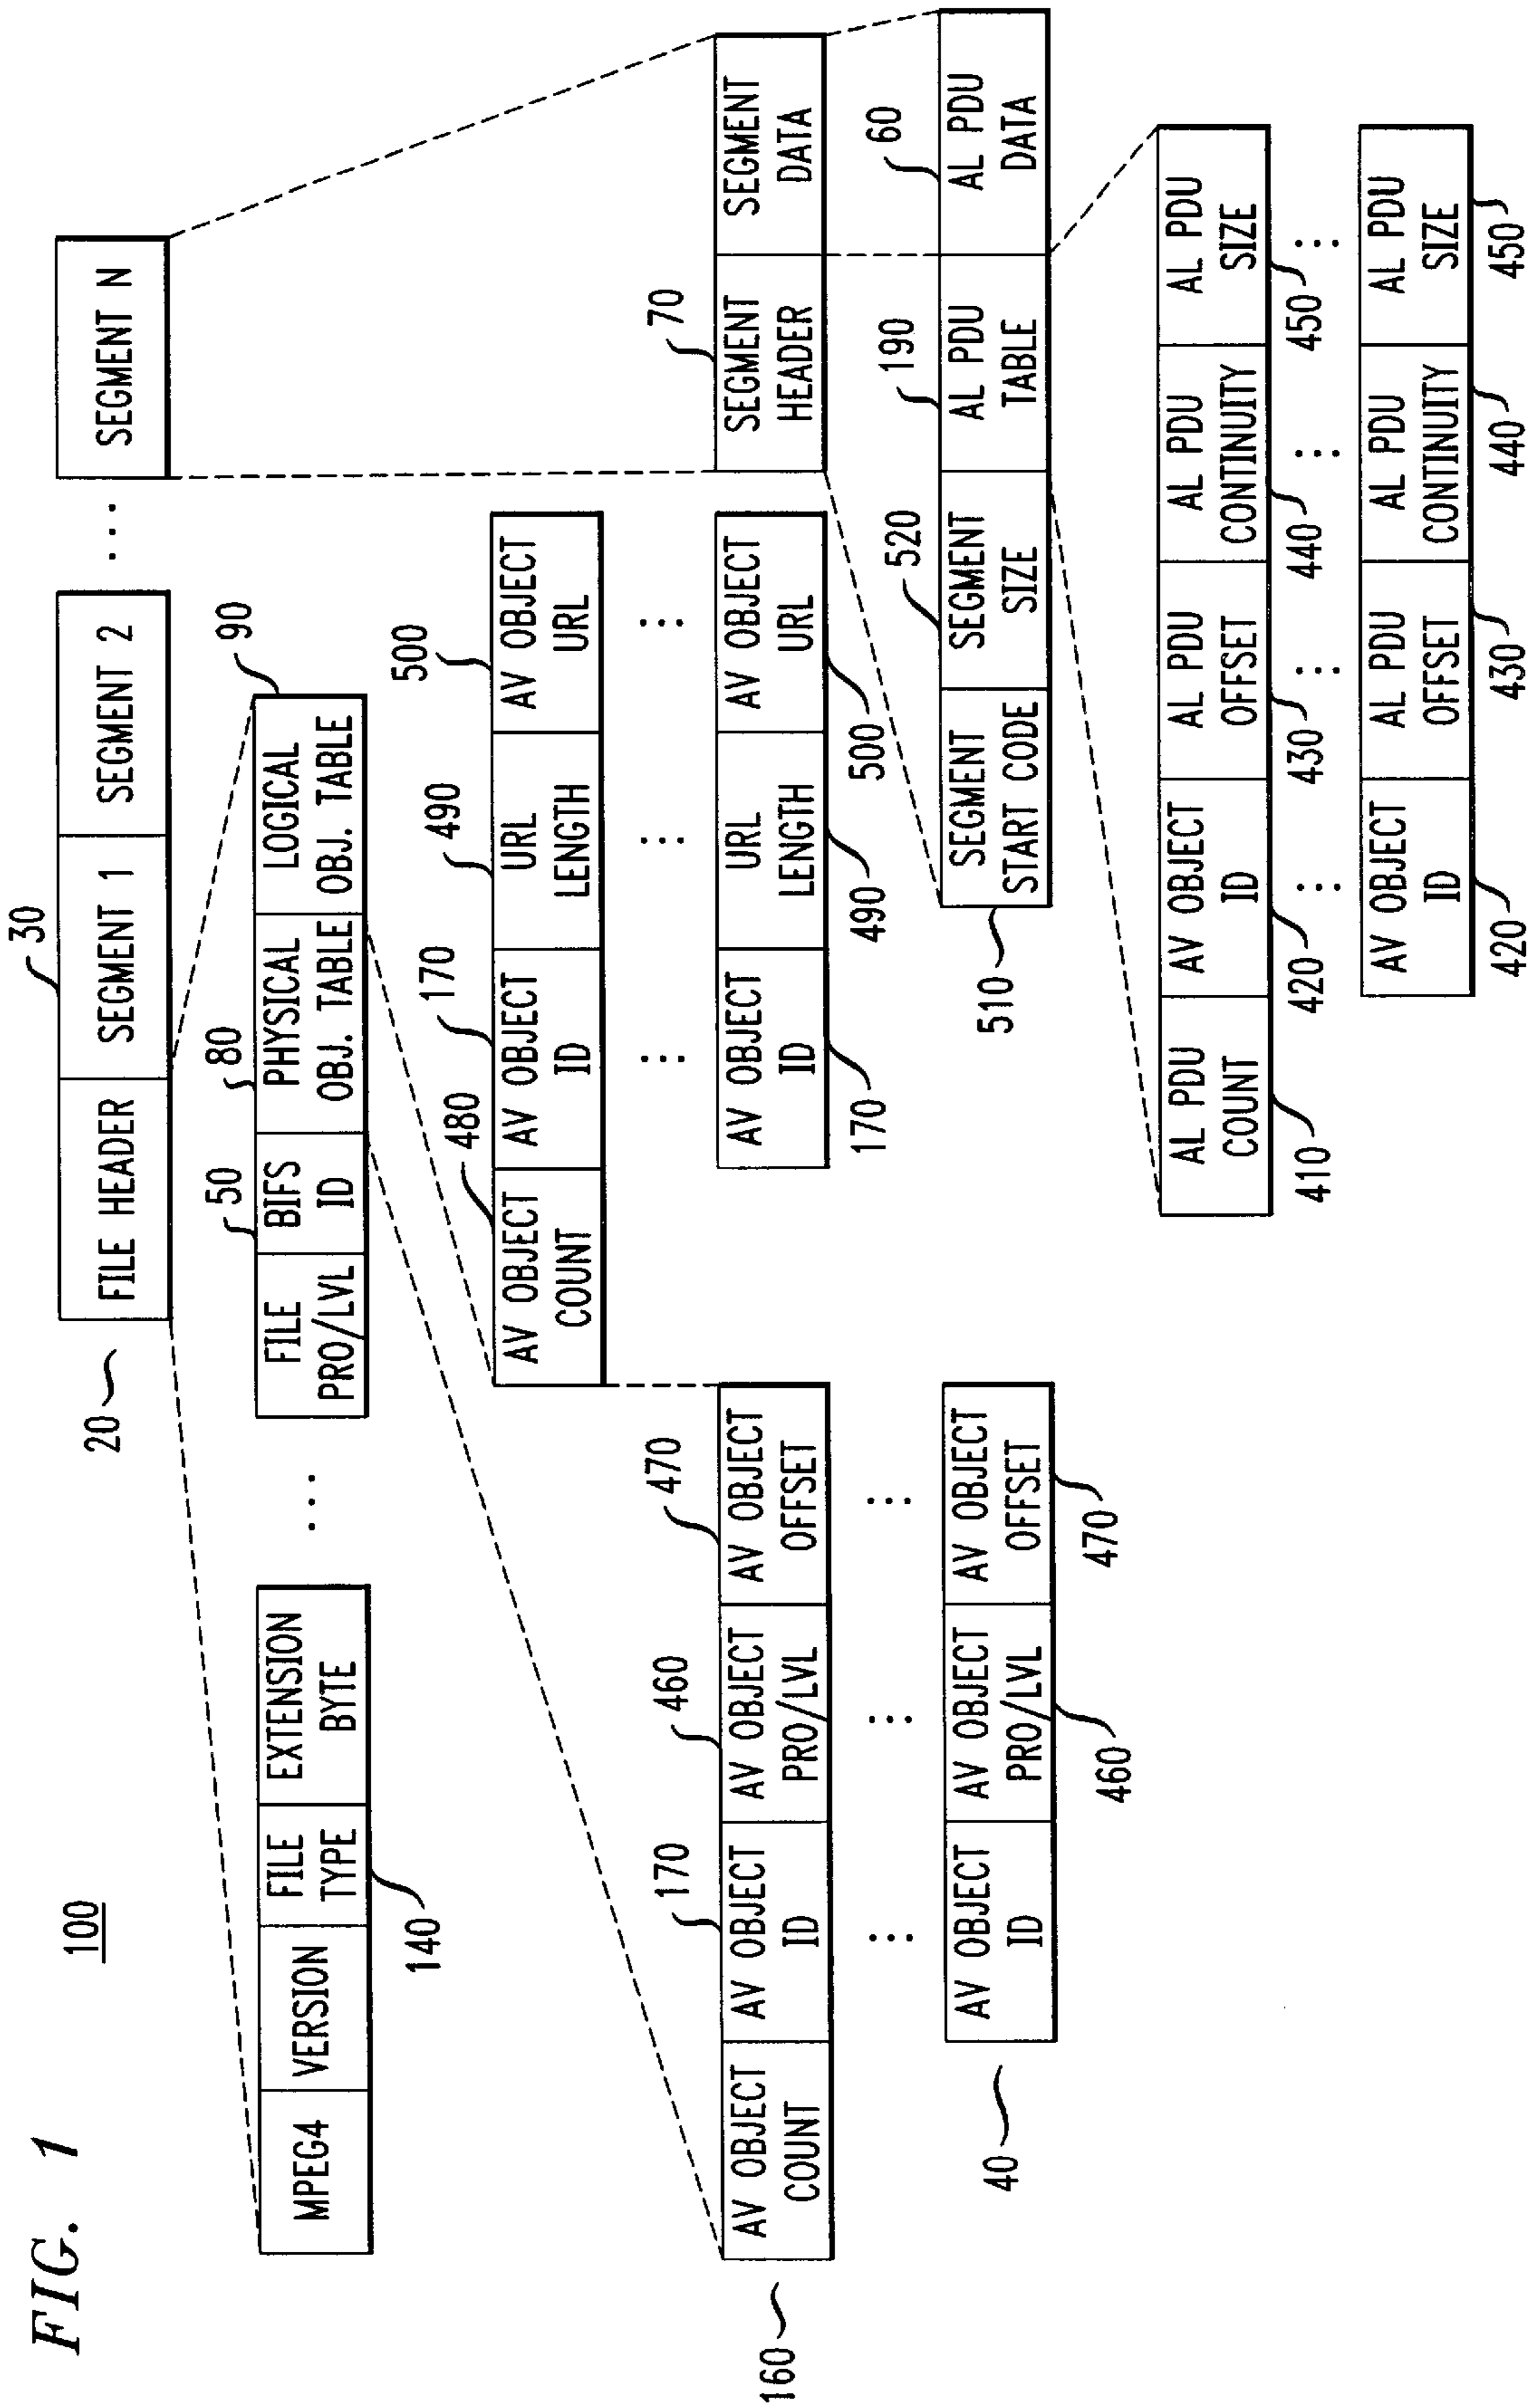 FIG. 1
100
20
30
FILE HEADER
SEGMENT 1
SEGMENT 2
...
SEGMENT N
MPEG4
VERSION
FILE
TYPE
EXTENSION
BYTE
140
...
FILE
PRO/LVL
BIFS
ID
PHYSICAL
OBJ. TABLE
LOGICAL
OBJ. TABLE
50
80
90
480
170
490
500
AV OBJECT
COUNT
AV OBJECT
ID
URL
LENGTH
AV OBJECT
URL
...
...
...
AV OBJECT
ID
URL
LENGTH
AV OBJECT
URL
170
490
500
160
170
460
470
AV OBJECT
COUNT
AV OBJECT
ID
AV OBJECT
PRO/LVL
AV OBJECT
OFFSET
...
...
...
40
AV OBJECT
ID
AV OBJECT
PRO/LVL
AV OBJECT
OFFSET
460
470
70
SEGMENT
HEADER
SEGMENT
DATA
510
520
190
60
SEGMENT
START CODE
SEGMENT
SIZE
AL PDU
TABLE
AL PDU
DATA
AL PDU
COUNT
AV OBJECT
ID
AL PDU
OFFSET
AL PDU
CONTINUITY
AL PDU
SIZE
410
420
430
440
450
...
...
...
...
AV OBJECT
ID
AL PDU
OFFSET
AL PDU
CONTINUITY
AL PDU
SIZE
420
430
440
450